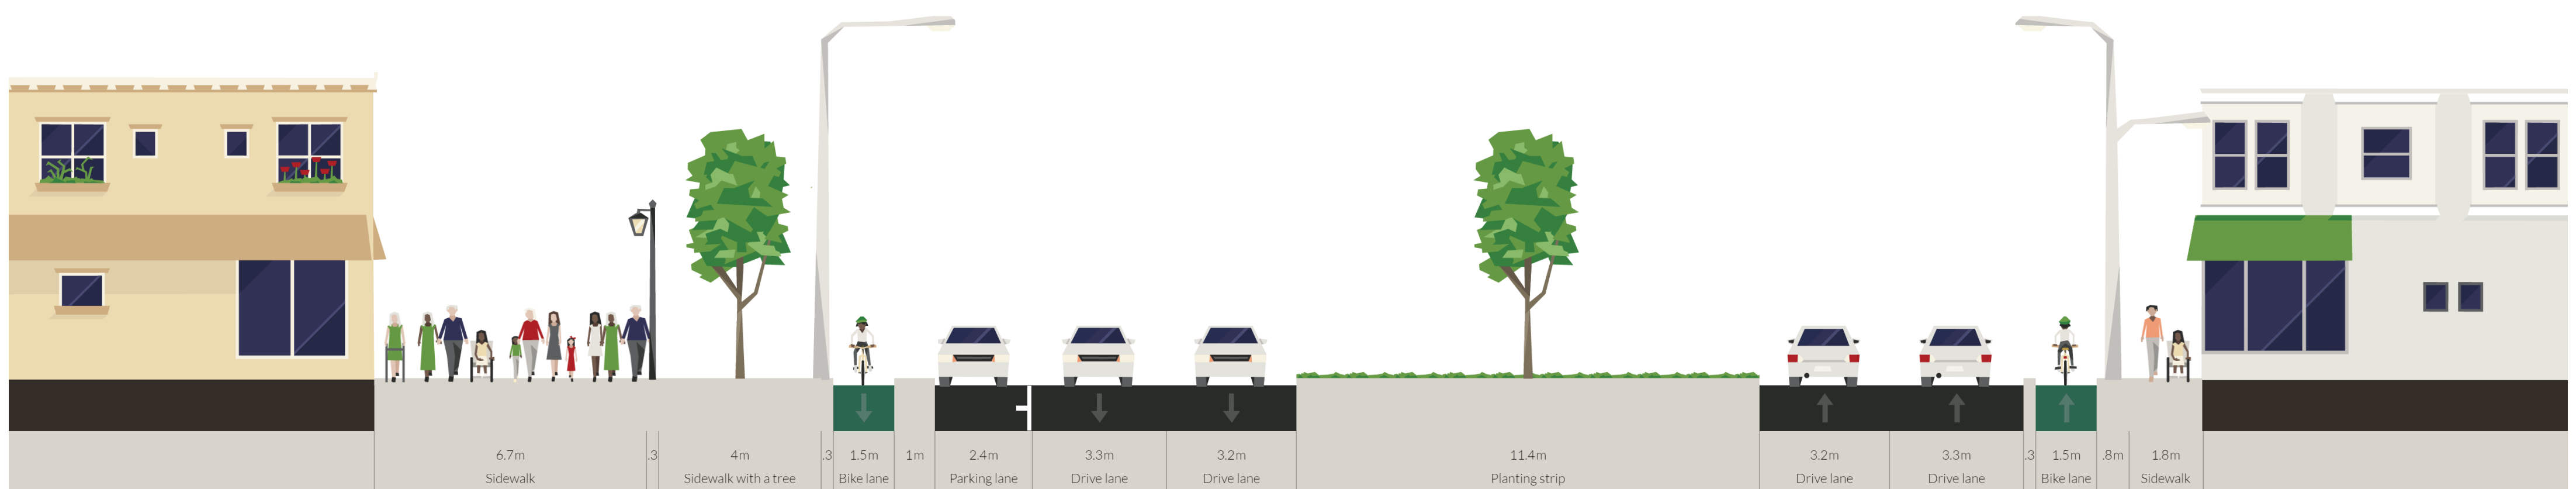 6.7m .3 4m .3 1.5m 1m 2.4m 3.3m 3.2m 11.4m 3.2m 3.3m .3 1.5m .8m 1.8m
Sidewalk Sidewalk with a tree Bike lane Parking lane Drive lane Drive lane Planting strip Drive lane Drive lane Bike lane Sidewalk